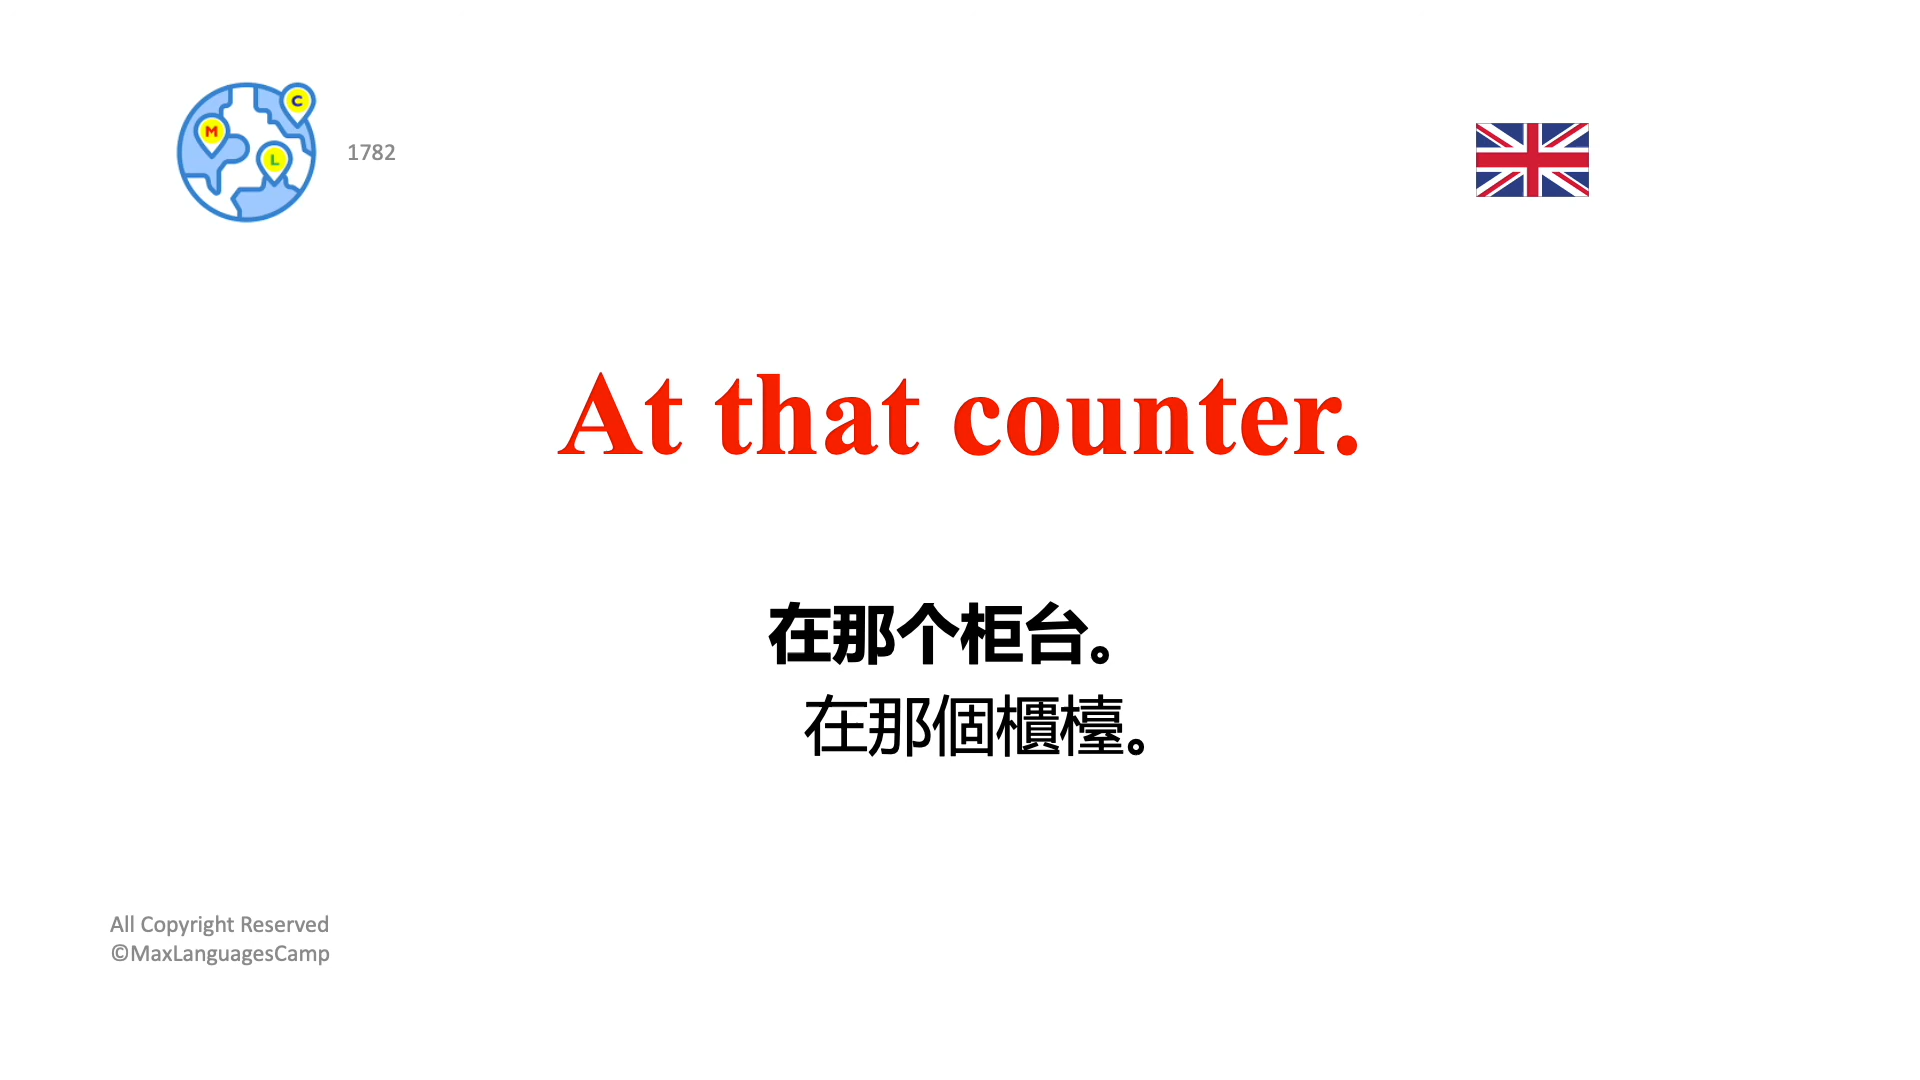 C
M
L
1782
At that counter.
在那个柜台。
在那個櫃檯。
All Copyright Reserved
©MaxLanguagesCamp